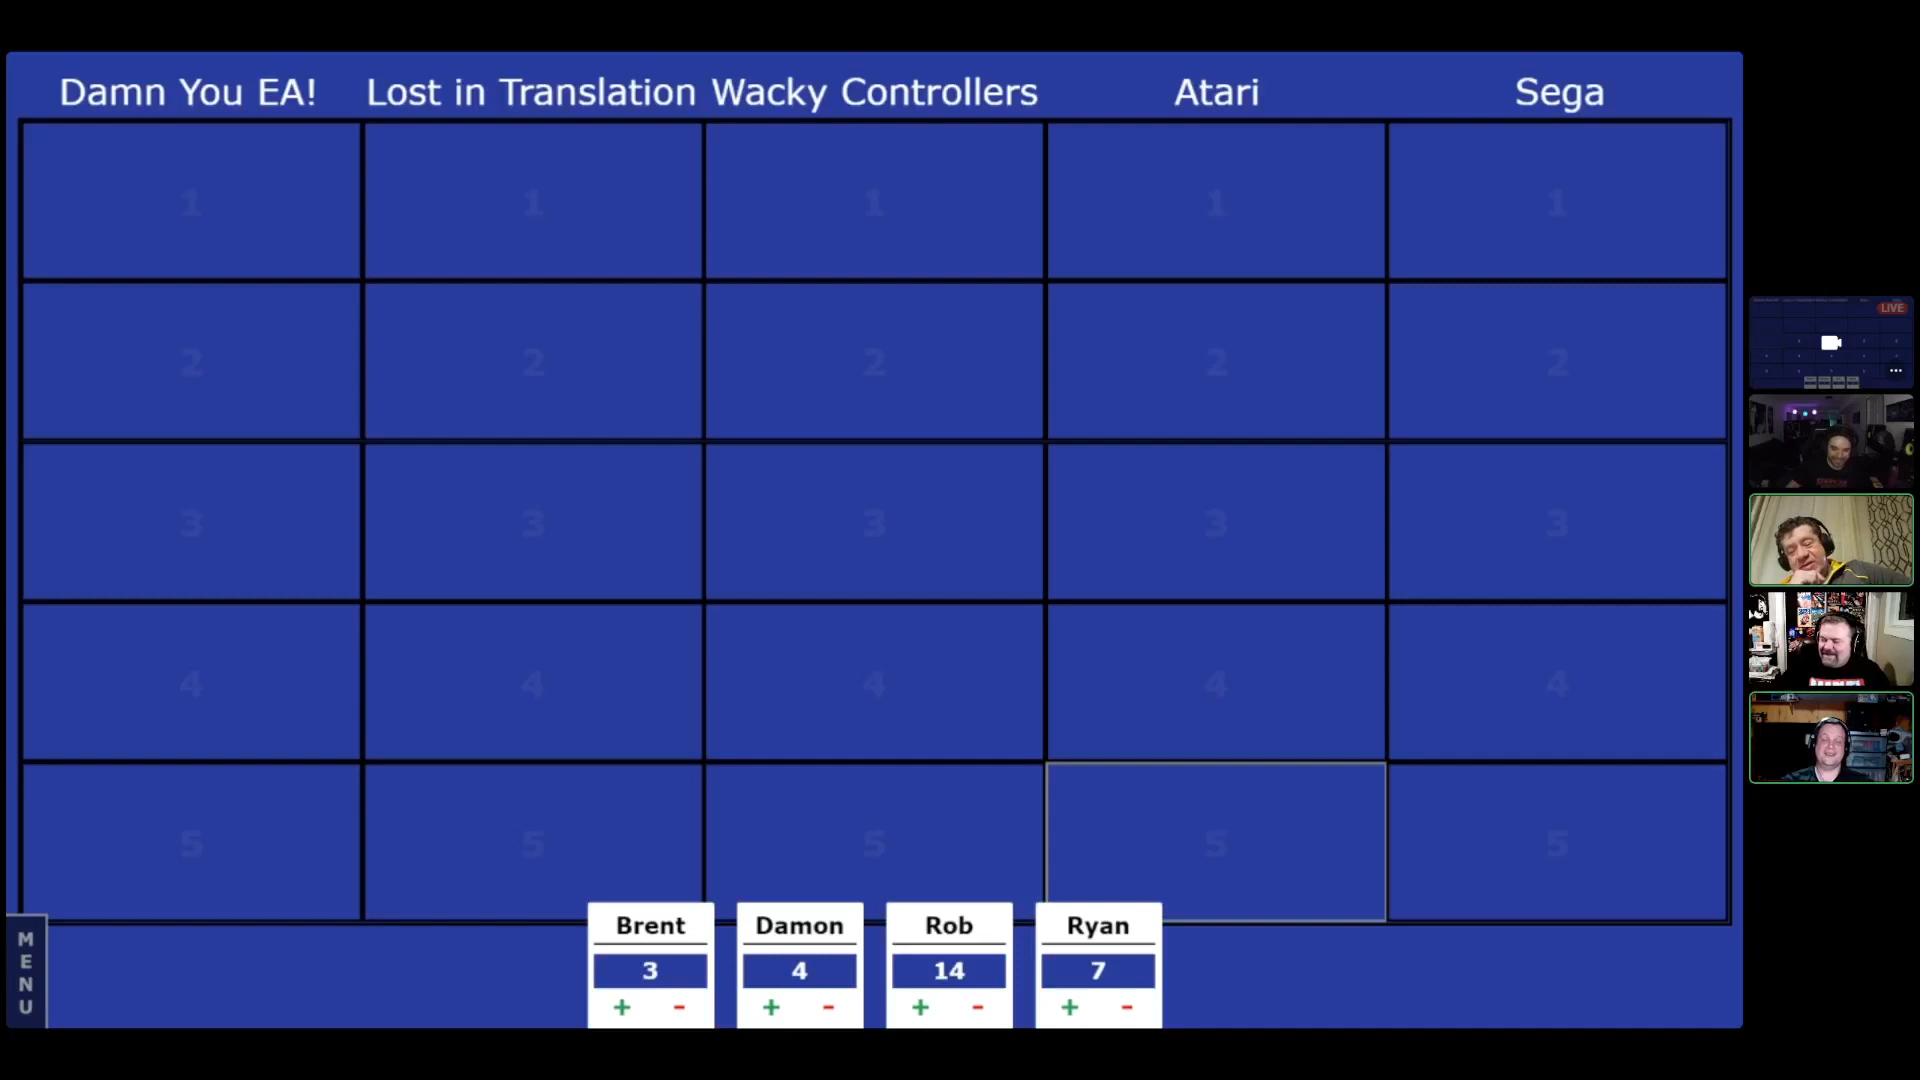 Damn You EA! Lost in Translation Wacky Controllers Atari Sega
1 1 1 1 1
2 2 2 2 2
3 3 3 3 3
4 4 4 4 4
5 5 5 5 5
LIVE
MENU
Brent Damon Rob Ryan
3 4 14 7
+ - + - + - + -